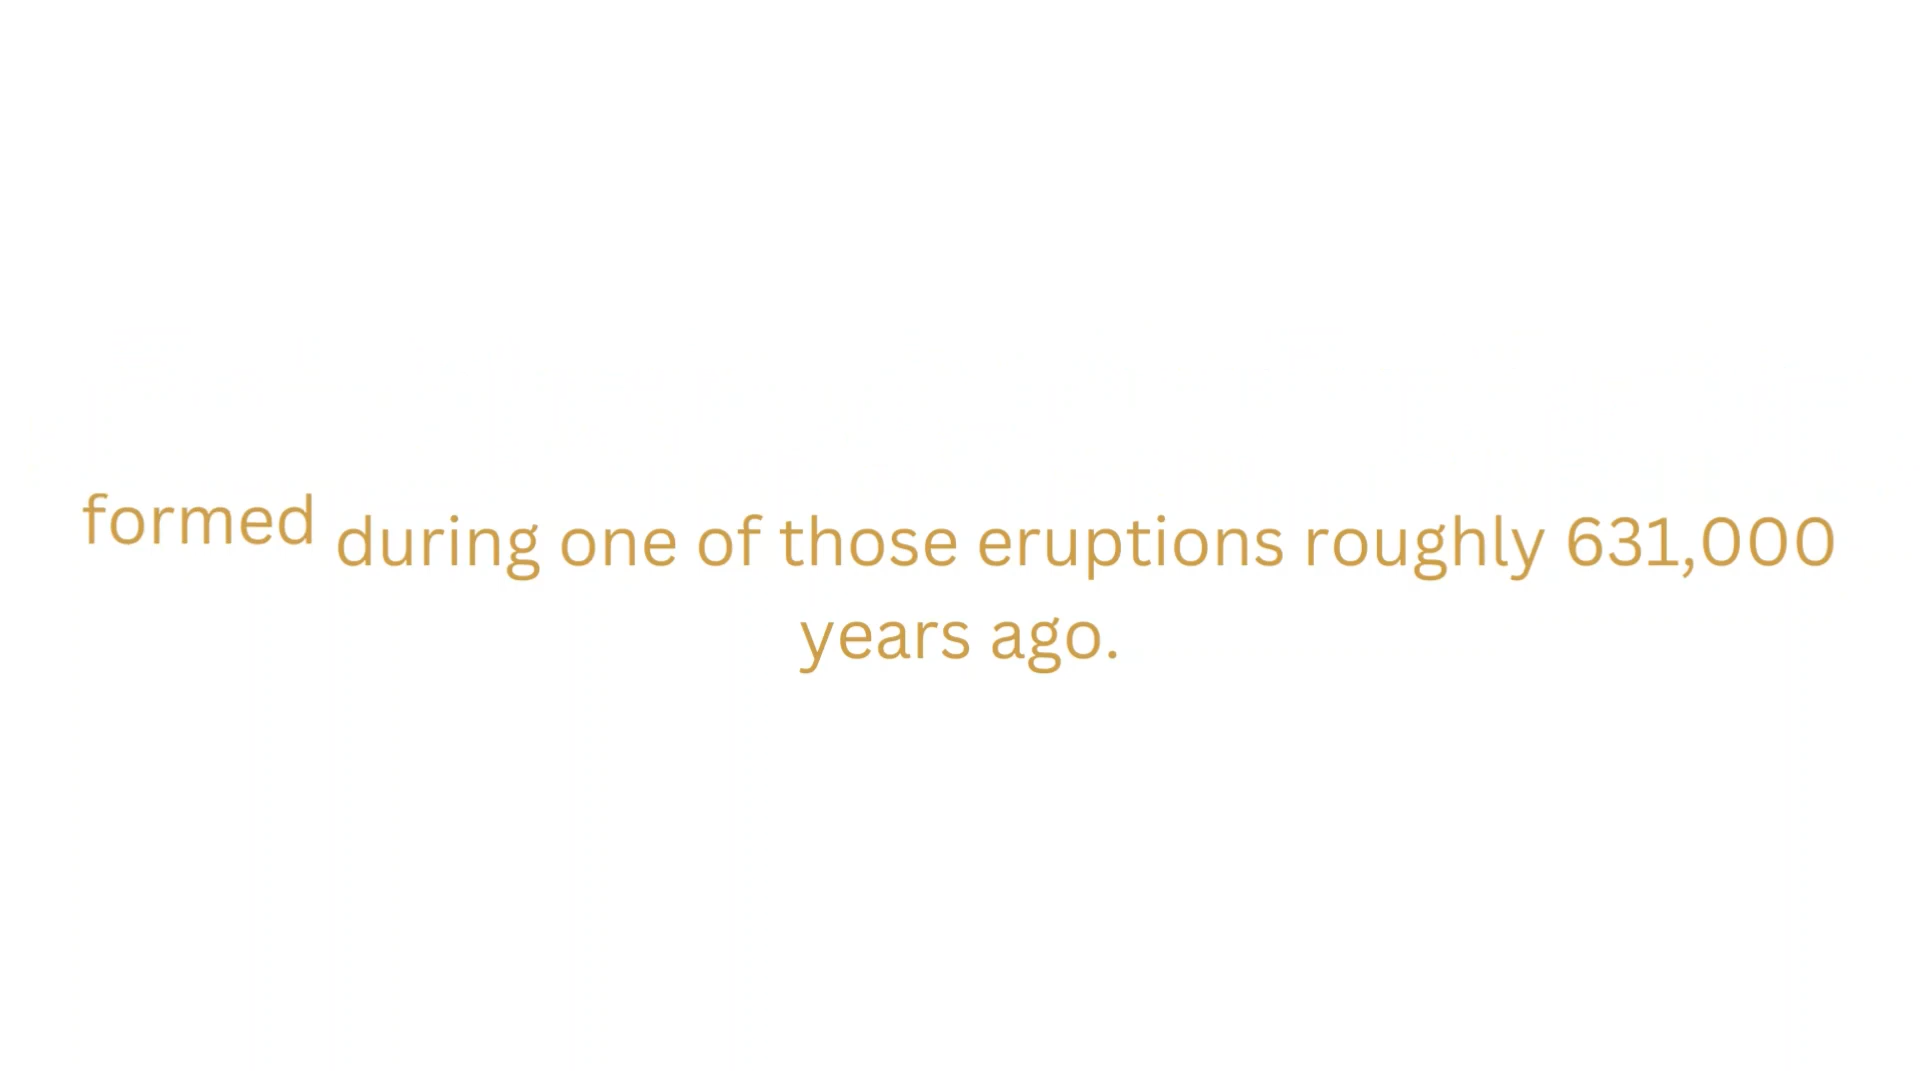 formed during one of those eruptions roughly 631,000
years ago.